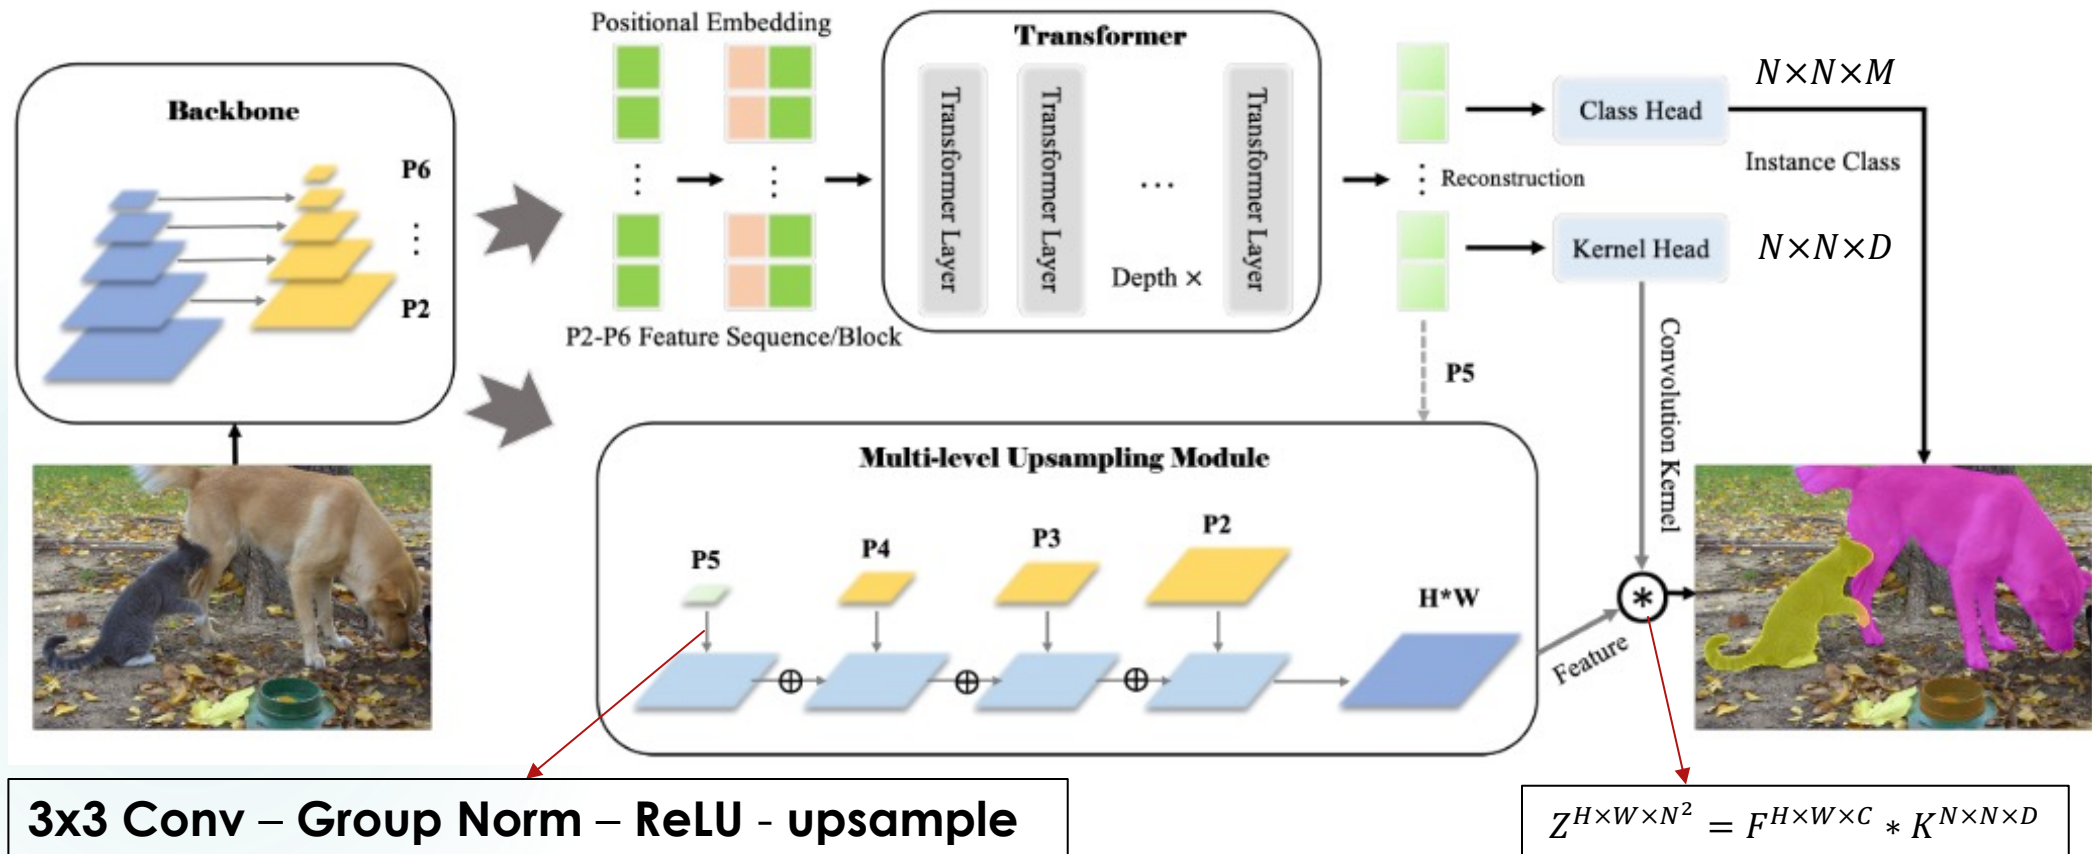 Backbone
P6
⋮
P2
Positional Embedding
⋮
⋮
P2-P6 Feature Sequence/Block
Transformer
Transformer Layer
Transformer Layer
...
Depth ×
Transformer Layer
⋮ Reconstruction
Class Head
N×N×M
Instance Class
Kernel Head
N×N×D
P5
Convolution Kernel
Multi-level Upsampling Module
P5
P4
P3
P2
H*W
⊕
⊕
⊕
Feature
*
3x3 Conv – Group Norm – ReLU - upsample
Z^{H×W×N^2} = F^{H×W×C} * K^{N×N×D}